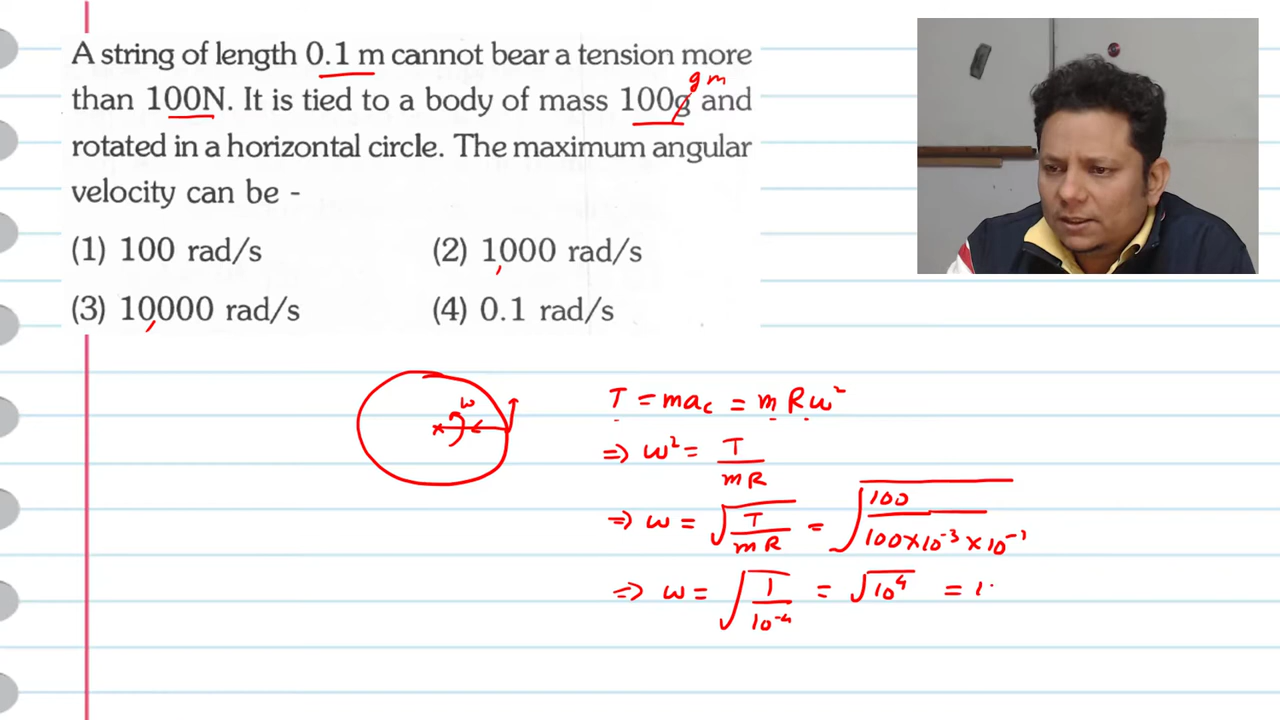 A string of length 0.1 m cannot bear a tension more
than 100N. It is tied to a body of mass 100g gm and
rotated in a horizontal circle. The maximum angular
velocity can be -
(1) 100 rad/s (2) 1000 rad/s
(3) 10000 rad/s (4) 0.1 rad/s
ω
T = ma_c = mRω²
⇒ ω² = T/mR
⇒ ω = √(T/mR) = √(100/100×10⁻³×10⁻¹)
⇒ ω = √(1/10⁻⁴) = √10⁴ = 1